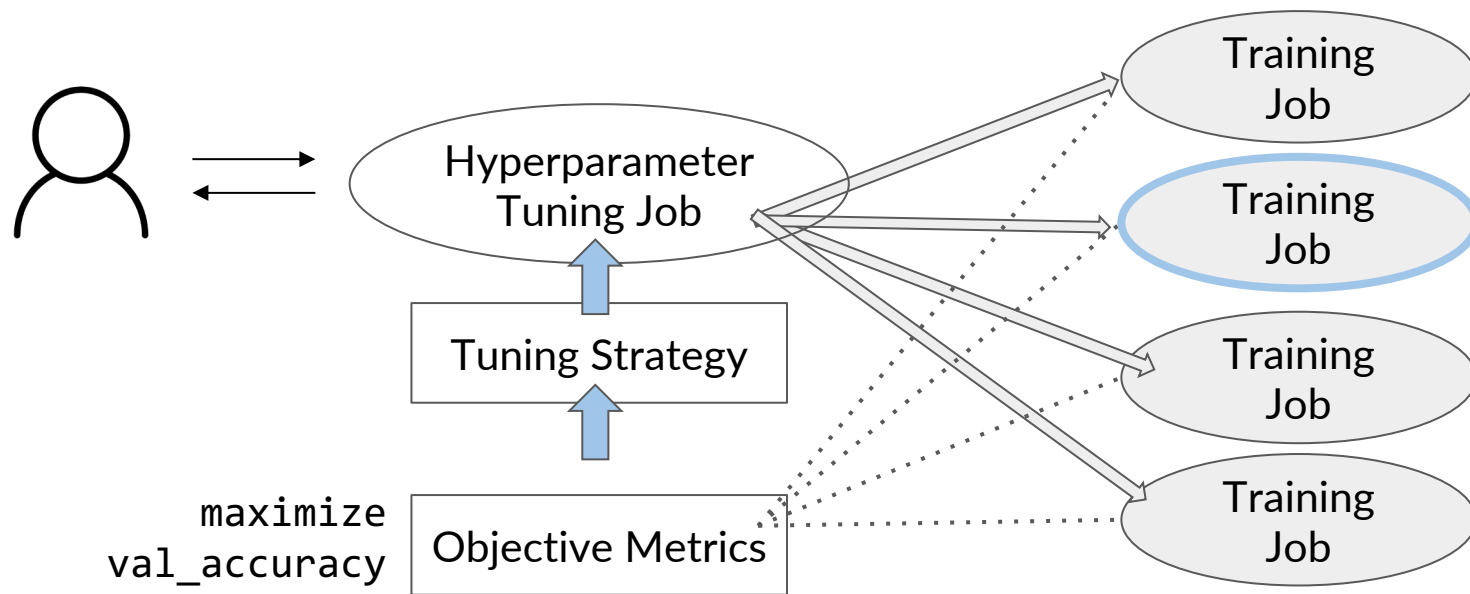 Hyperparameter
Tuning Job
Tuning Strategy
maximize
val_accuracy
Objective Metrics
Training
Job
Training
Job
Training
Job
Training
Job